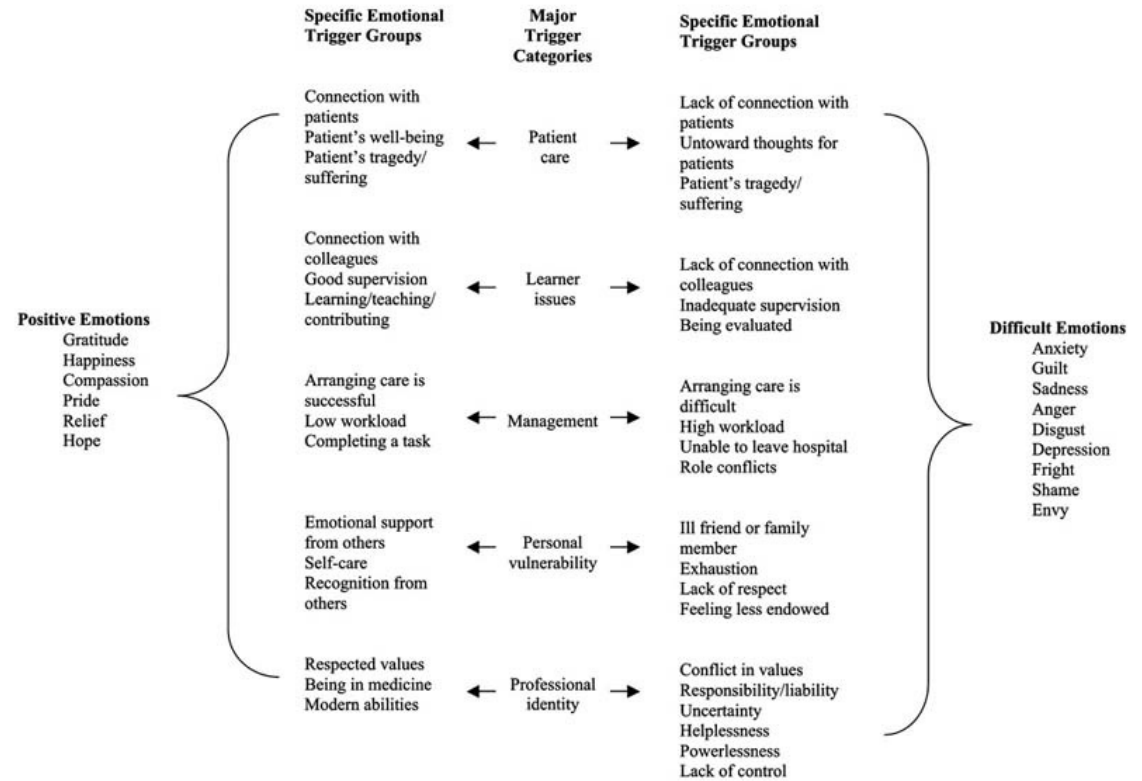 Specific Emotional
Trigger Groups
Major
Trigger
Categories
Specific Emotional
Trigger Groups
Positive Emotions
Gratitude
Happiness
Compassion
Pride
Relief
Hope
Connection with
patients
Patient's well-being
Patient's tragedy/
suffering
Patient
care
Lack of connection with
patients
Untoward thoughts for
patients
Patient's tragedy/
suffering
Connection with
colleagues
Good supervision
Learning/teaching/
contributing
Learner
issues
Lack of connection with
colleagues
Inadequate supervision
Being evaluated
Arranging care is
successful
Low workload
Completing a task
Management
Arranging care is
difficult
High workload
Unable to leave hospital
Role conflicts
Emotional support
from others
Self-care
Recognition from
others
Personal
vulnerability
Ill friend or family
member
Exhaustion
Lack of respect
Feeling less endowed
Respected values
Being in medicine
Modern abilities
Professional
identity
Conflict in values
Responsibility/liability
Uncertainty
Helplessness
Powerlessness
Lack of control
Difficult Emotions
Anxiety
Guilt
Sadness
Anger
Disgust
Depression
Fright
Shame
Envy